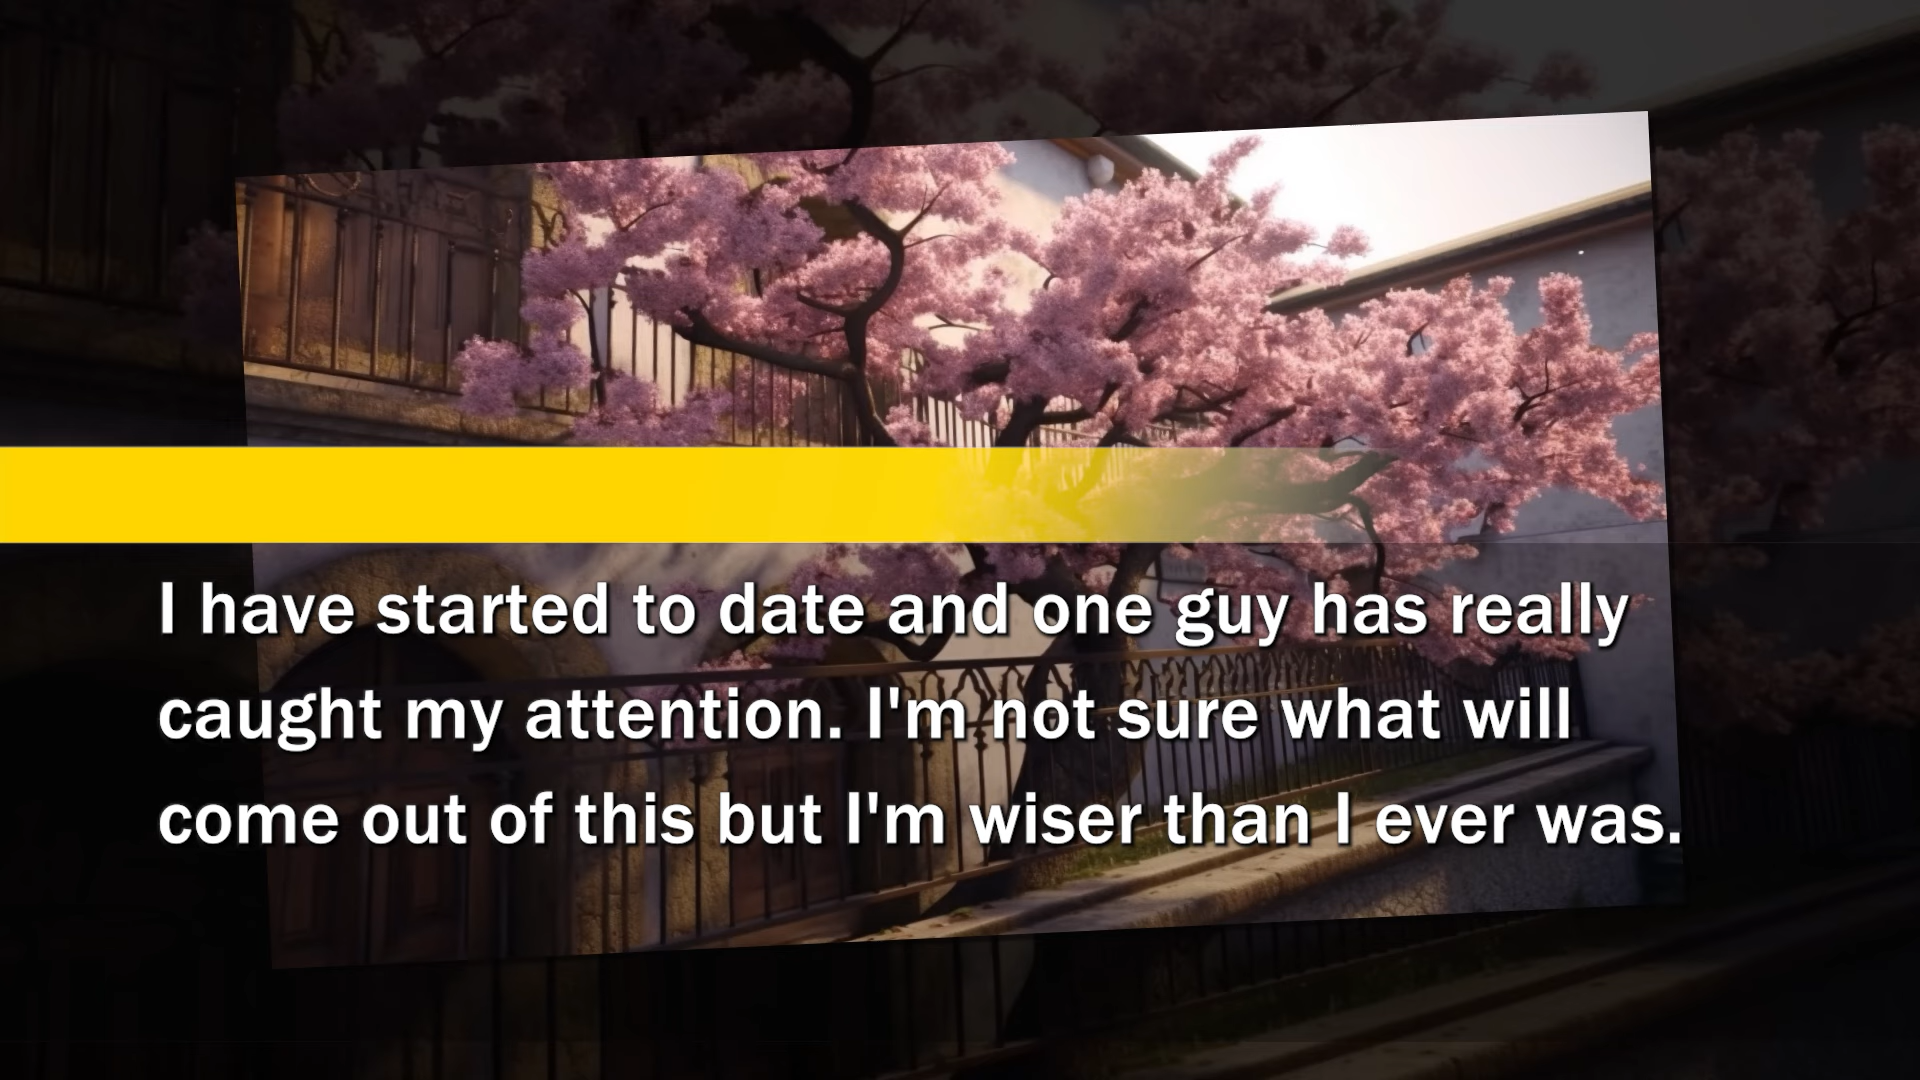 I have started to date and one guy has really
caught my attention. I'm not sure what will
come out of this but I'm wiser than I ever was.